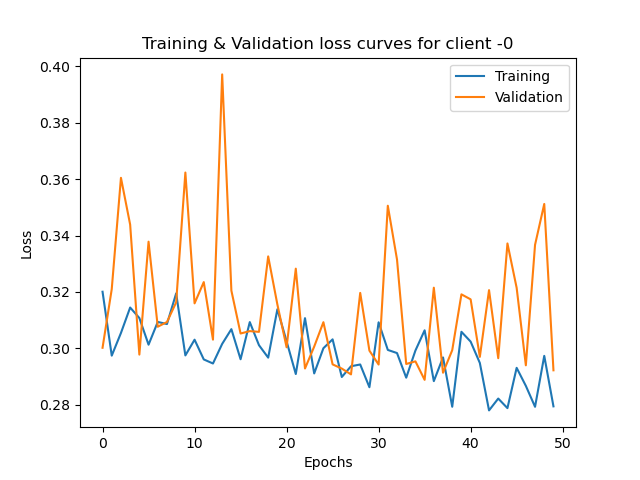 Training & Validation loss curves for client -0
Training
Validation
Loss
0.40
0.38
0.36
0.34
0.32
0.30
0.28
0
10
20
30
40
50
Epochs